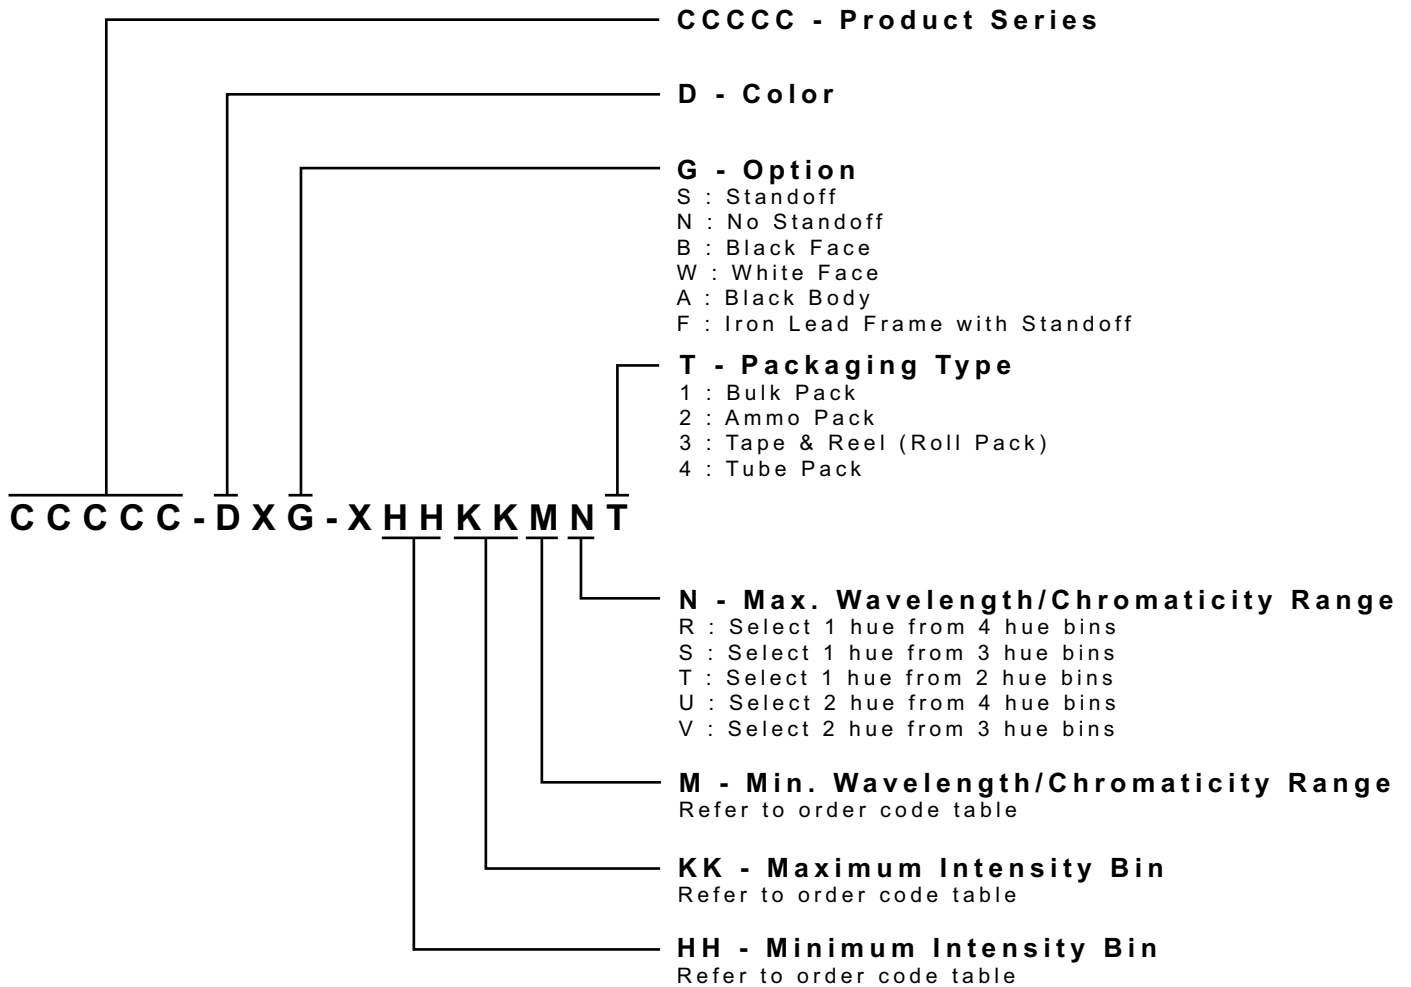 CCCCC - Product Series
D - Color
G - Option
S : Standoff
N : No Standoff
B : Black Face
W : White Face
A : Black Body
F : Iron Lead Frame with Standoff
T - Packaging Type
1 : Bulk Pack
2 : Ammo Pack
3 : Tape & Reel (Roll Pack)
4 : Tube Pack
CCCCC-DXG-XHHKKMNT
N - Max. Wavelength/Chromaticity Range
R : Select 1 hue from 4 hue bins
S : Select 1 hue from 3 hue bins
T : Select 1 hue from 2 hue bins
U : Select 2 hue from 4 hue bins
V : Select 2 hue from 3 hue bins
M - Min. Wavelength/Chromaticity Range
Refer to order code table
KK - Maximum Intensity Bin
Refer to order code table
HH - Minimum Intensity Bin
Refer to order code table